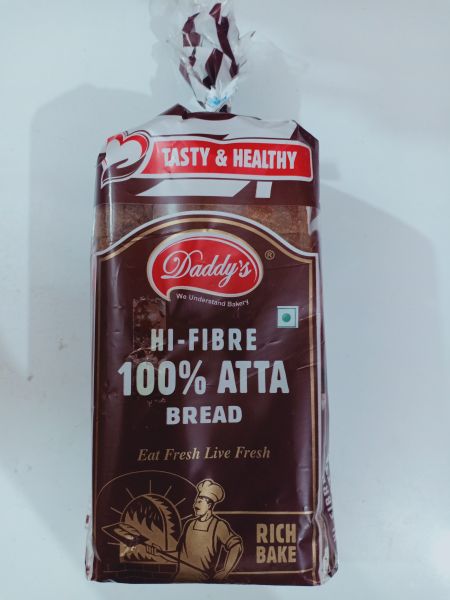 TASTY & HEALTHY
Daddy's ®
We Understand Bakery
HI-FIBRE
100% ATTA
BREAD
Eat Fresh Live Fresh
RICH
BAKE